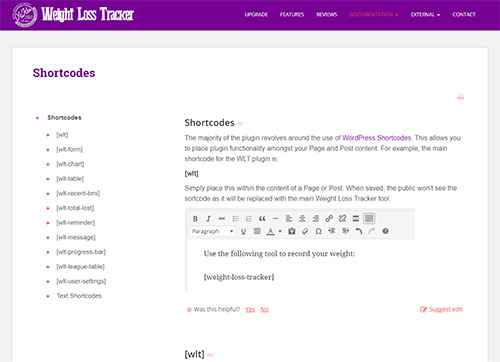 Weight Loss Tracker
UPGRADE FEATURES REVIEWS DOCUMENTATION EXTERNAL CONTACT
Shortcodes
Shortcodes
[wlt]
[wlt-form]
[wlt-chart]
[wlt-table]
[wlt-recent-bmi]
[wlt-total-lost]
[wlt-reminder]
[wlt-message]
[wlt-progress-bar]
[wlt-league-table]
[wlt-user-settings]
Text Shortcodes
Shortcodes
The majority of the plugin revolves around the use of WordPress Shortcodes. This allows you
to place plugin functionality amongst your Page and Post content. For example, the main
shortcode for the WLT plugin is:
[wlt]
Simply place this within the content of a Page or Post. When saved, the public won't see the
sortcode as it will be replaced with the main Weight Loss Tracker tool.
B I ABC
Paragraph U A
Use the following tool to record your weight:
[weight-loss-tracker]
Was this helpful? Yes No
Suggest edit
[wlt]